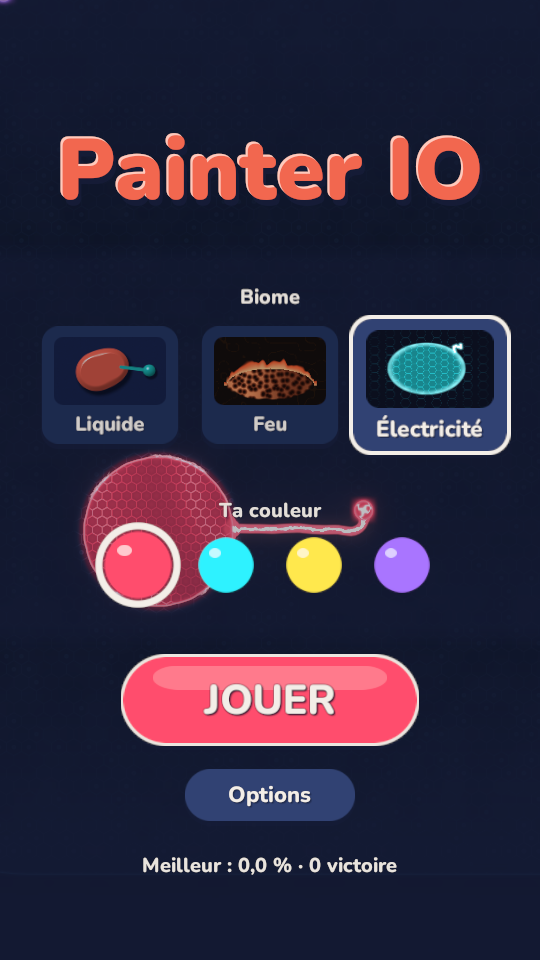 Painter IO
Biome
Liquide
Feu
Électricité
Ta couleur
JOUER
Options
Meilleur : 0,0 % · 0 victoire